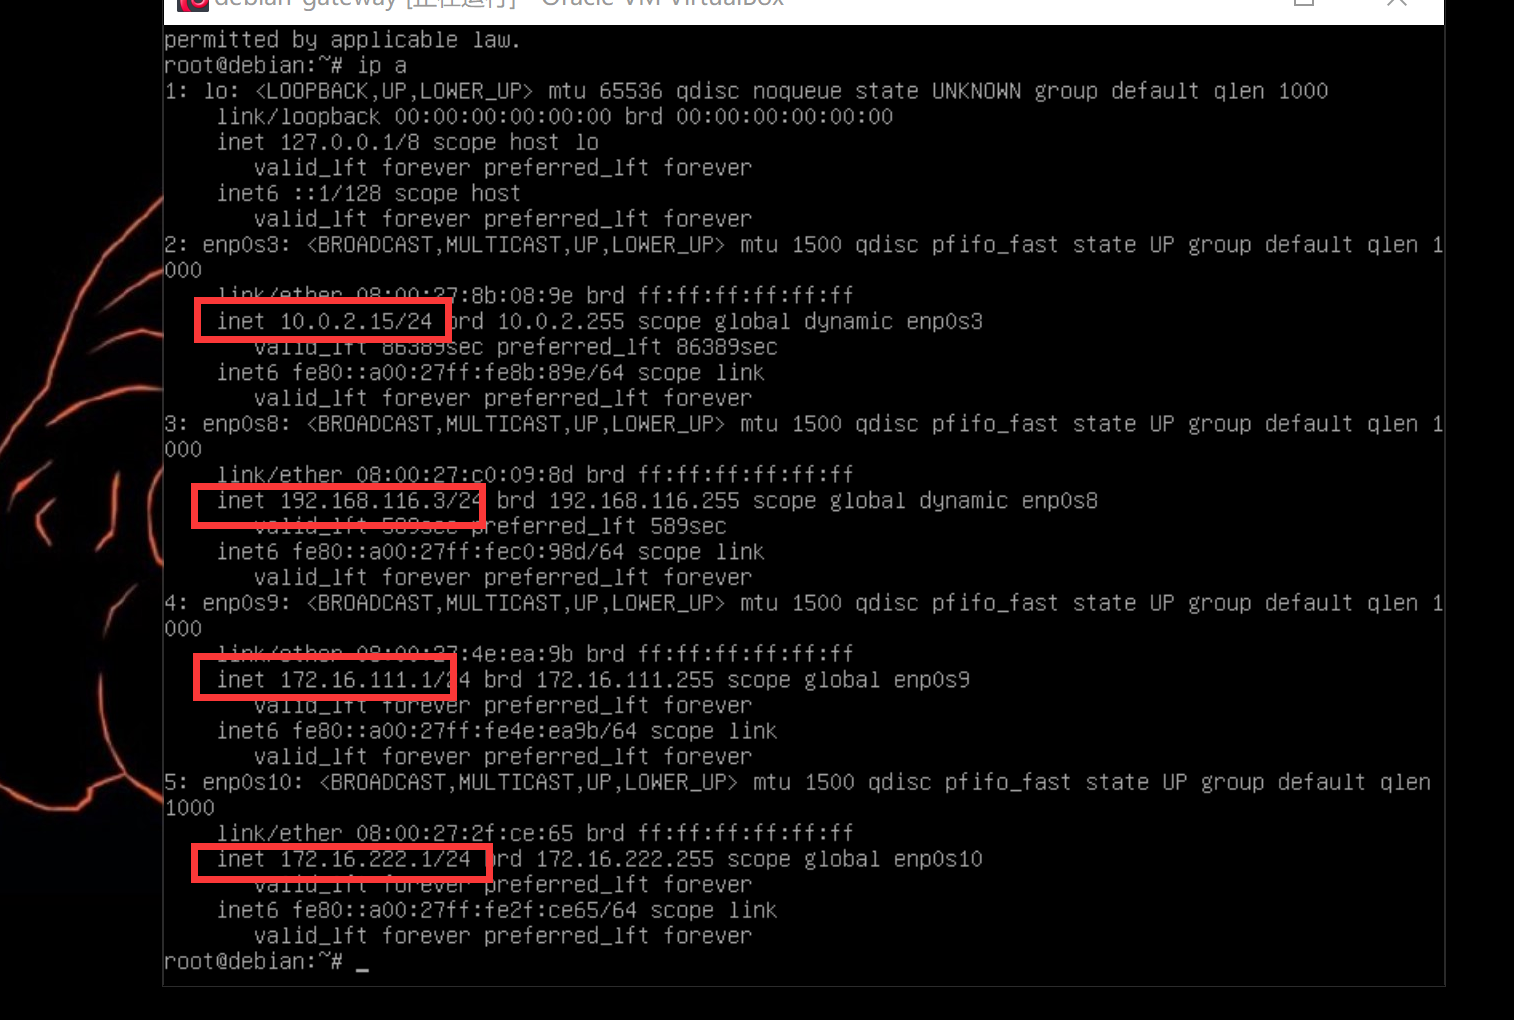 debian-gateway [正在运行] - Oracle VM VirtualBox
permitted by applicable law.
root@debian:~# ip a
1: lo: <LOOPBACK,UP,LOWER_UP> mtu 65536 qdisc noqueue state UNKNOWN group default qlen 1000
link/loopback 00:00:00:00:00:00 brd 00:00:00:00:00:00
inet 127.0.0.1/8 scope host lo
valid_lft forever preferred_lft forever
inet6 ::1/128 scope host
valid_lft forever preferred_lft forever
2: enp0s3: <BROADCAST,MULTICAST,UP,LOWER_UP> mtu 1500 qdisc pfifo_fast state UP group default qlen 1
000
link/ether 08:00:27:8b:08:9e brd ff:ff:ff:ff:ff:ff
inet 10.0.2.15/24 brd 10.0.2.255 scope global dynamic enp0s3
valid_lft 86389sec preferred_lft 86389sec
inet6 fe80::a00:27ff:fe8b:89e/64 scope link
valid_lft forever preferred_lft forever
3: enp0s8: <BROADCAST,MULTICAST,UP,LOWER_UP> mtu 1500 qdisc pfifo_fast state UP group default qlen 1
000
link/ether 08:00:27:c0:09:8d brd ff:ff:ff:ff:ff:ff
inet 192.168.116.3/24 brd 192.168.116.255 scope global dynamic enp0s8
valid_lft 589sec preferred_lft 589sec
inet6 fe80::a00:27ff:fec0:98d/64 scope link
valid_lft forever preferred_lft forever
4: enp0s9: <BROADCAST,MULTICAST,UP,LOWER_UP> mtu 1500 qdisc pfifo_fast state UP group default qlen 1
000
link/ether 08:00:27:4e:ea:9b brd ff:ff:ff:ff:ff:ff
inet 172.16.111.1/24 brd 172.16.111.255 scope global enp0s9
valid_lft forever preferred_lft forever
inet6 fe80::a00:27ff:fe4e:ea9b/64 scope link
valid_lft forever preferred_lft forever
5: enp0s10: <BROADCAST,MULTICAST,UP,LOWER_UP> mtu 1500 qdisc pfifo_fast state UP group default qlen
1000
link/ether 08:00:27:2f:ce:65 brd ff:ff:ff:ff:ff:ff
inet 172.16.222.1/24 brd 172.16.222.255 scope global enp0s10
valid_lft forever preferred_lft forever
inet6 fe80::a00:27ff:fe2f:ce65/64 scope link
valid_lft forever preferred_lft forever
root@debian:~# _